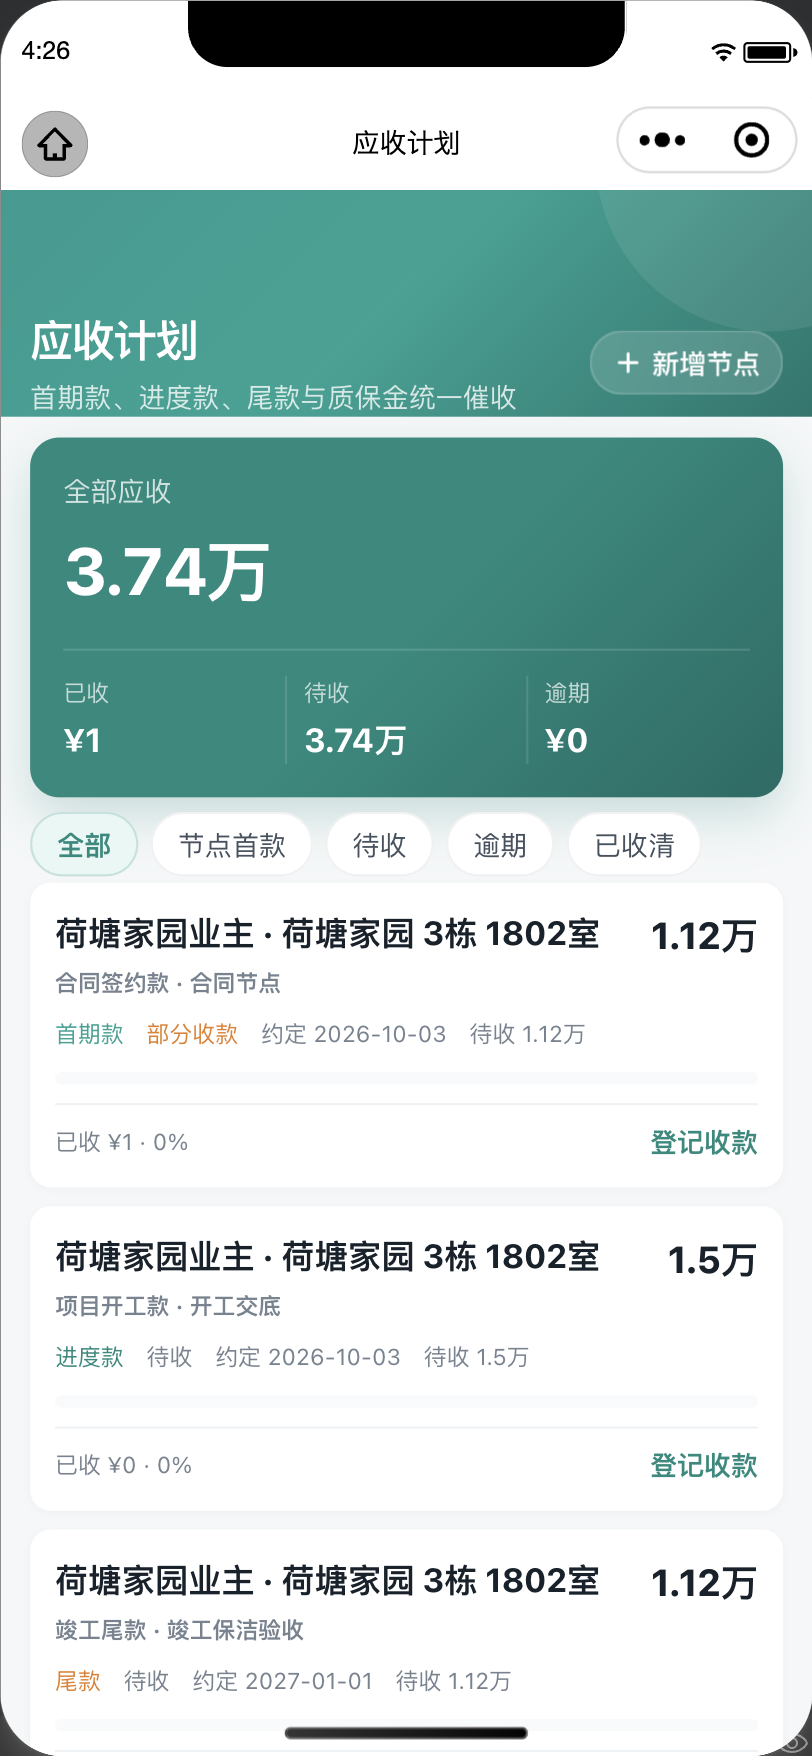 4:26
应收计划
应收计划
首期款、进度款、尾款与质保金统一催收
+ 新增节点
全部应收
3.74万
已收 待收 逾期
¥1 3.74万 ¥0
全部 节点首款 待收 逾期 已收清
荷塘家园业主 · 荷塘家园 3栋 1802室 1.12万
合同签约款 · 合同节点
首期款 部分收款 约定 2026-10-03 待收 1.12万
已收 ¥1 · 0% 登记收款
荷塘家园业主 · 荷塘家园 3栋 1802室 1.5万
项目开工款 · 开工交底
进度款 待收 约定 2026-10-03 待收 1.5万
已收 ¥0 · 0% 登记收款
荷塘家园业主 · 荷塘家园 3栋 1802室 1.12万
竣工尾款 · 竣工保洁验收
尾款 待收 约定 2027-01-01 待收 1.12万